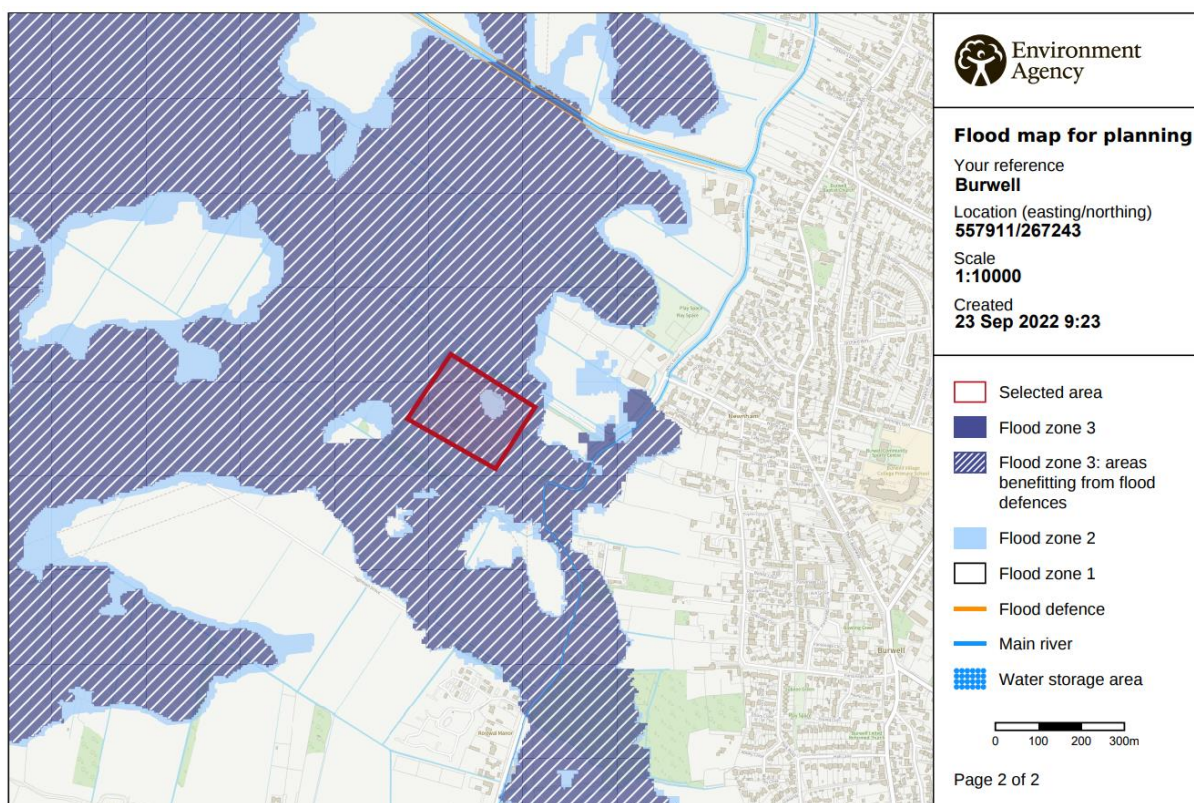 Environment
Agency
Flood map for planning
Your reference
Burwell
Location (easting/northing)
557911/267243
Scale
1:10000
Created
23 Sep 2022 9:23
Selected area
Flood zone 3
Flood zone 3: areas
benefitting from flood
defences
Flood zone 2
Flood zone 1
Flood defence
Main river
Water storage area
0 100 200 300m
Page 2 of 2
Play Space
Newnham
Burwell